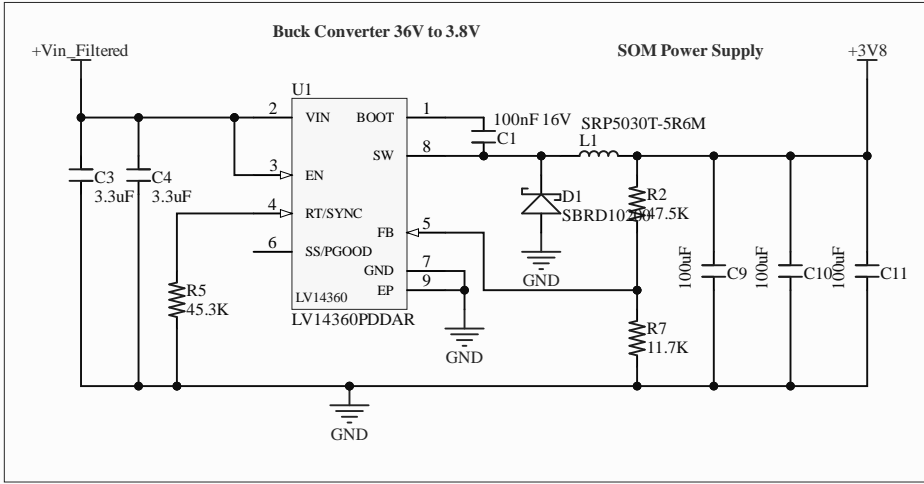 Buck Converter 36V to 3.8V
+Vin_Filtered
SOM Power Supply
+3V8
U1
2
VIN
BOOT
1
100nF 16V
C1
SRP5030T-5R6M
L1
SW
8
3
EN
C3
3.3uF
C4
3.3uF
4
RT/SYNC
D1
SBRD10200
R2
47.5K
FB
5
6
SS/PGOOD
GND
7
EP
9
GND
100uF
C9
100uF
C10
100uF
C11
R5
45.3K
LV14360
LV14360PDDAR
GND
R7
11.7K
GND